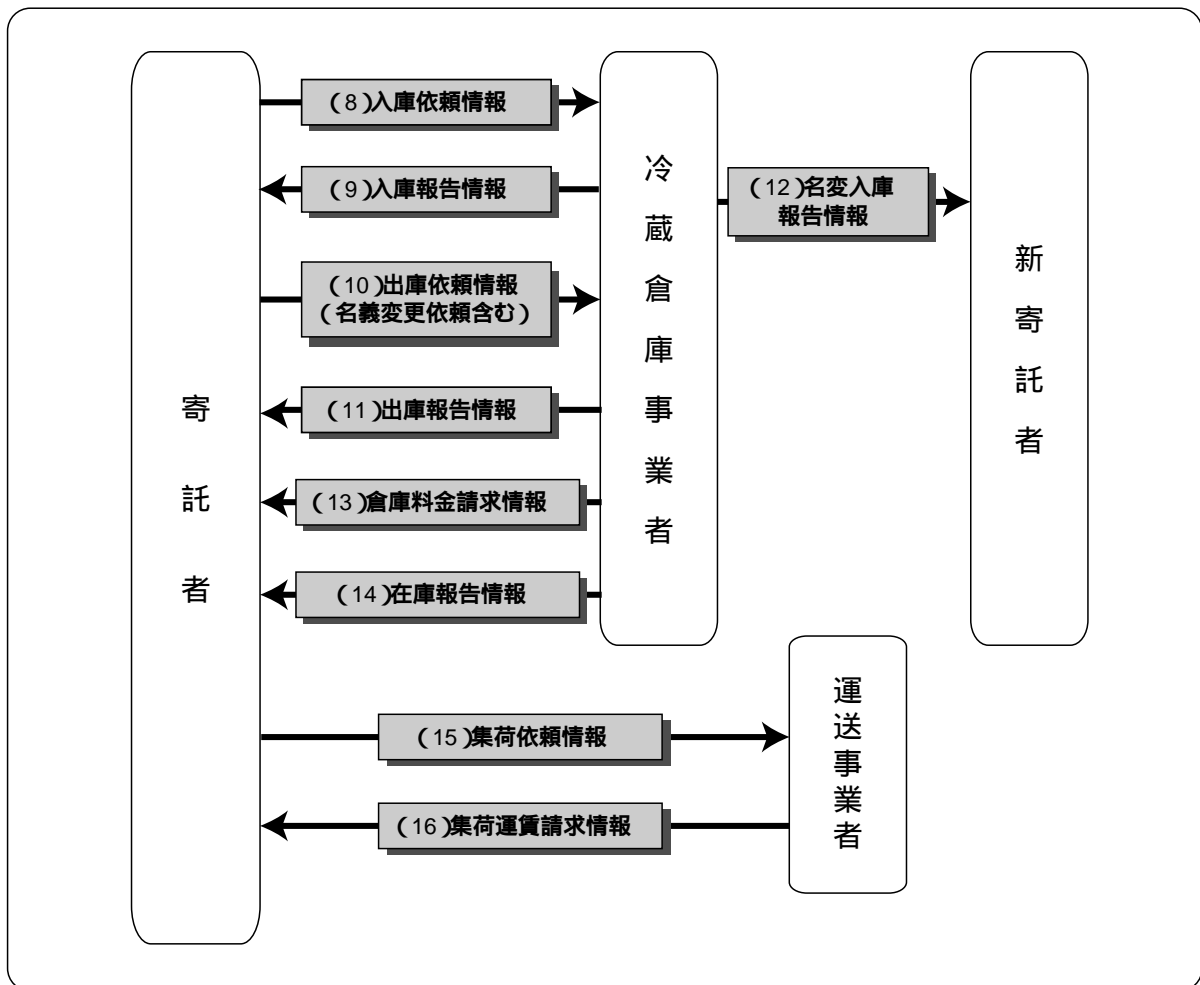 寄託者
(8)入庫依頼情報
(9)入庫報告情報
(10)出庫依頼情報
(名義変更依頼含む)
(11)出庫報告情報
(13)倉庫料金請求情報
(14)在庫報告情報
(15)集荷依頼情報
(16)集荷運賃請求情報
冷蔵倉庫事業者
(12)名変入庫
報告情報
新寄託者
運送事業者